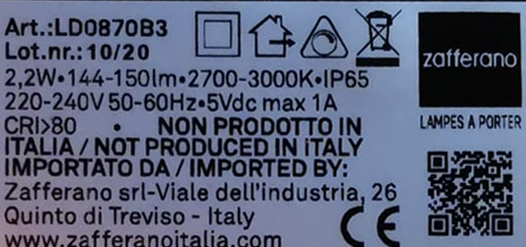 Art.:LD0870B3
Lot.nr.: 10/20
2,2W•144-150lm•2700-3000K•IP65
220-240V 50-60Hz•5Vdc max 1A
CRI>80 • NON PRODOTTO IN
ITALIA / NOT PRODUCED IN iTALY
IMPORTATO DA / IMPORTED BY:
Zafferano srl-Viale dell'industria, 26
Quinto di Treviso - Italy
www.zafferanoitalia.com
CE
zafferano
LAMPES A PORTER